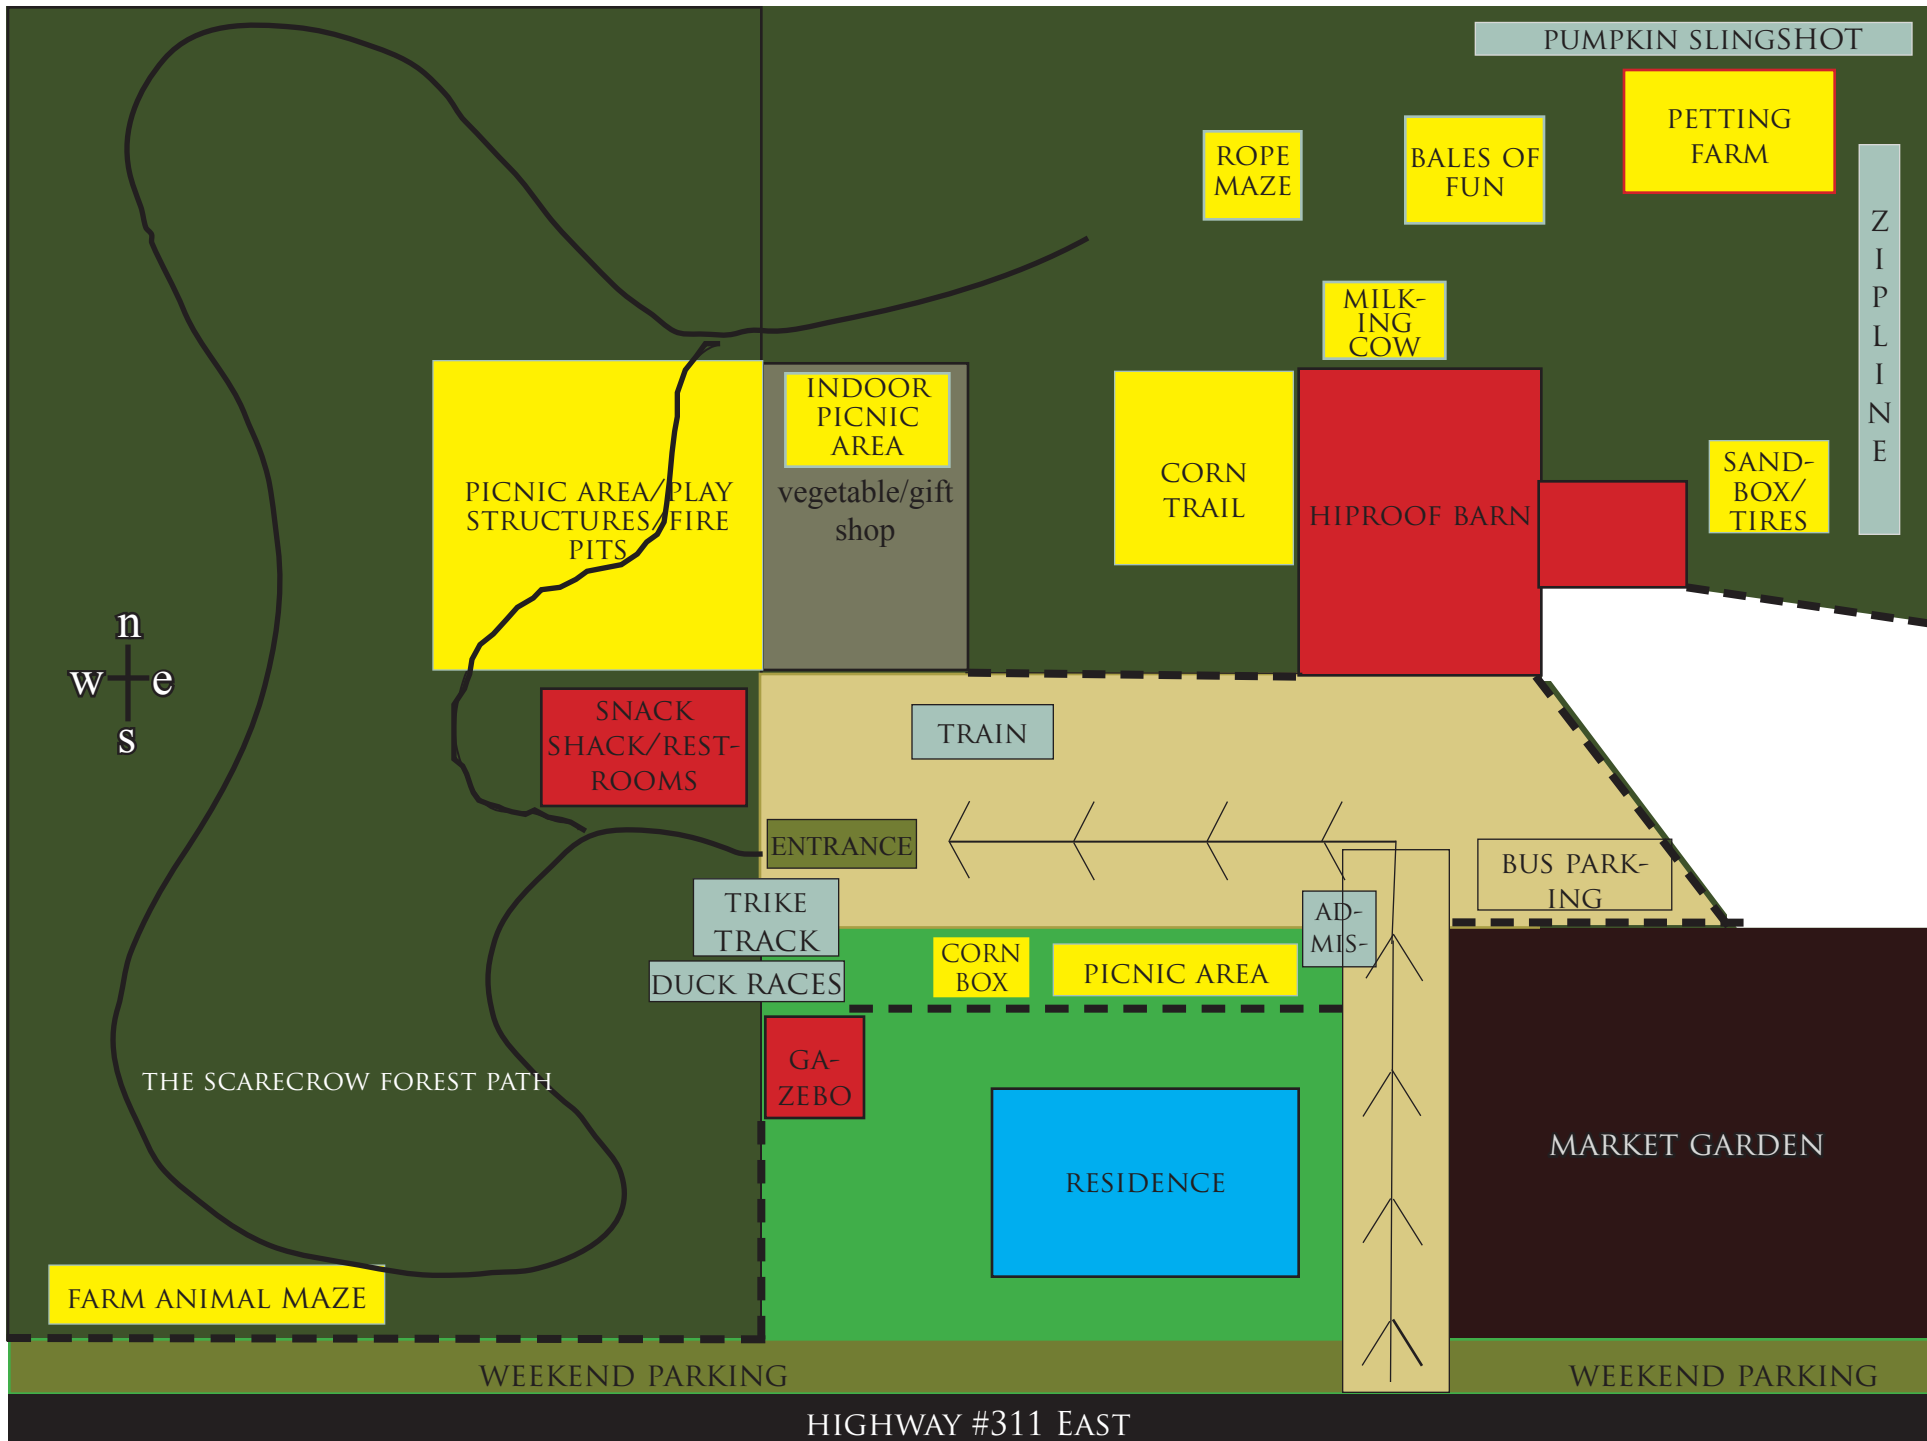 PUMPKIN SLINGSHOT
PETTING
FARM
ROPE
MAZE
BALES OF
FUN
Z
I
P
L
I
N
E
MILK-
ING
COW
INDOOR
PICNIC
AREA
vegetable/gift
shop
PICNIC AREA/PLAY
STRUCTURES/FIRE
PITS
CORN
TRAIL
HIPROOF BARN
SAND-
BOX/
TIRES
n
w e
s
SNACK
SHACK/REST-
ROOMS
TRAIN
ENTRANCE
BUS PARK-
ING
TRIKE
TRACK
AD-
MIS-
DUCK RACES
CORN
BOX
PICNIC AREA
GA-
ZEBO
THE SCARECROW FOREST PATH
RESIDENCE
MARKET GARDEN
FARM ANIMAL MAZE
WEEKEND PARKING
WEEKEND PARKING
HIGHWAY #311 EAST